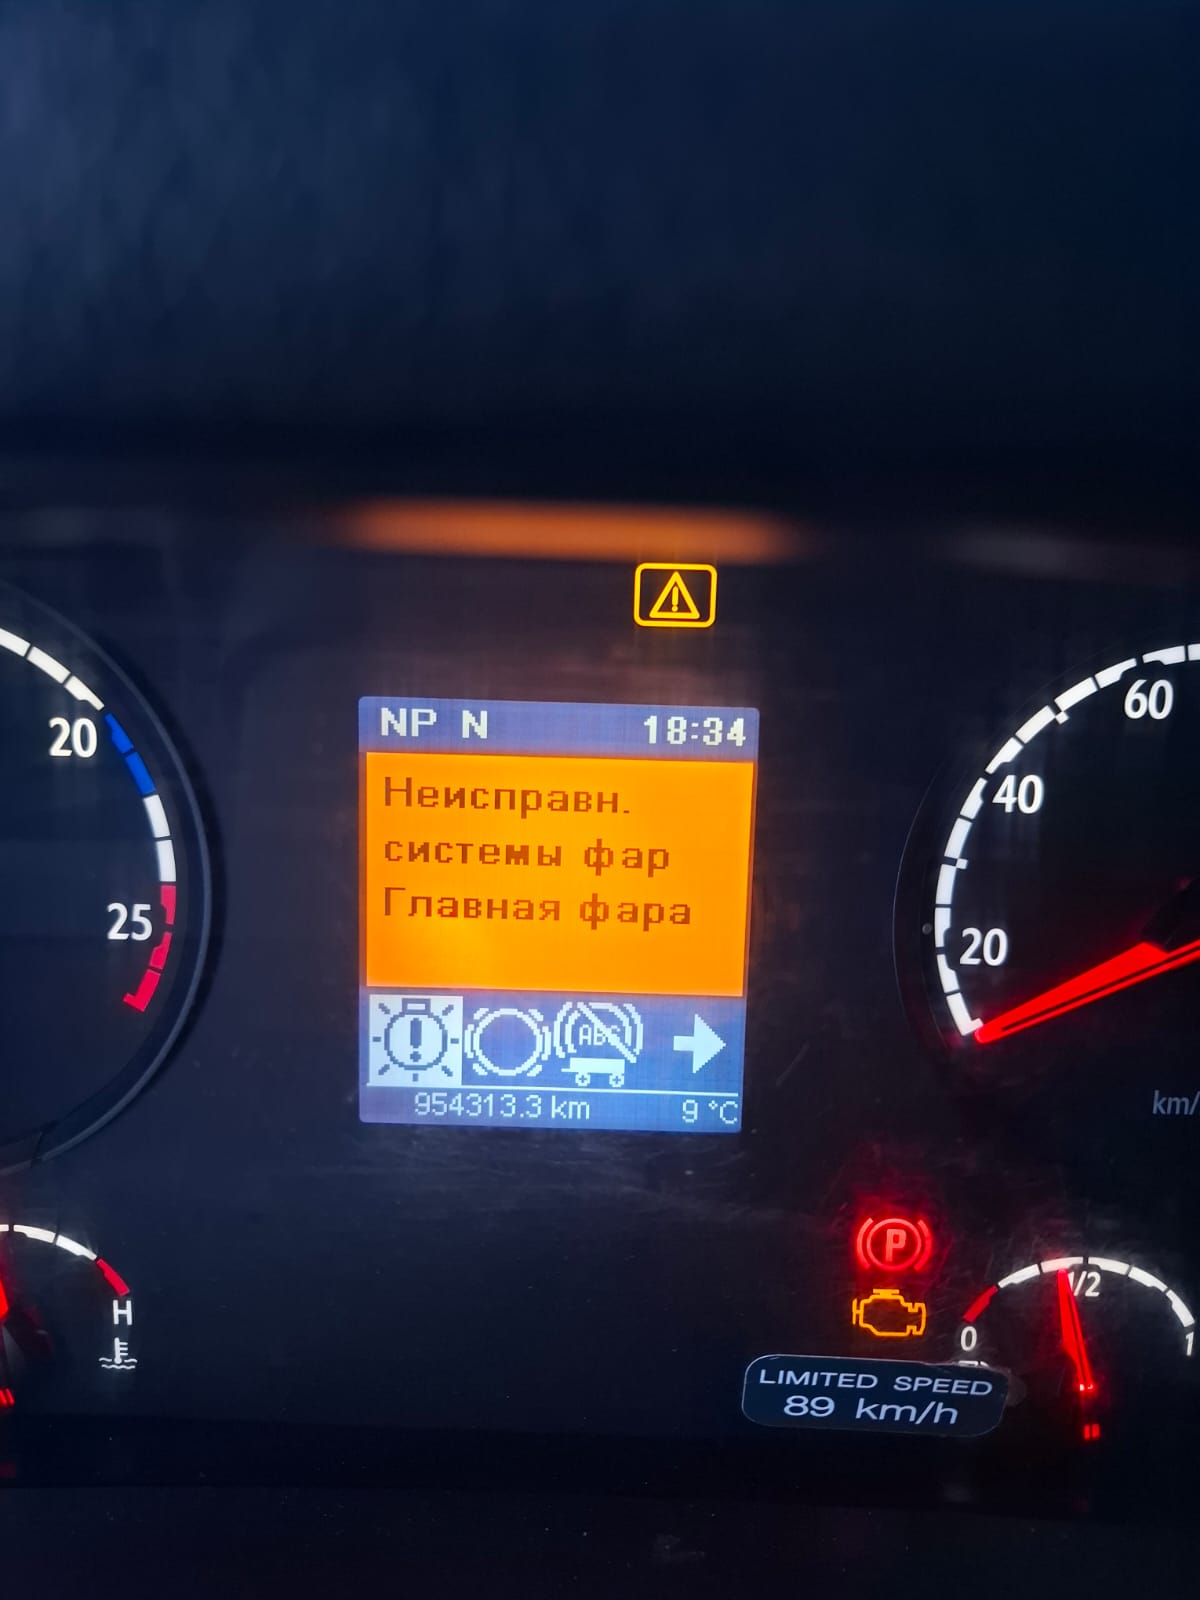 20
25
H
NP N 18:34
Неисправн.
системы фар
Главная фара
ABS
954313.3 km 9 °C
60
40
20
km/
P
0 1/2 1
LIMITED SPEED
89 km/h